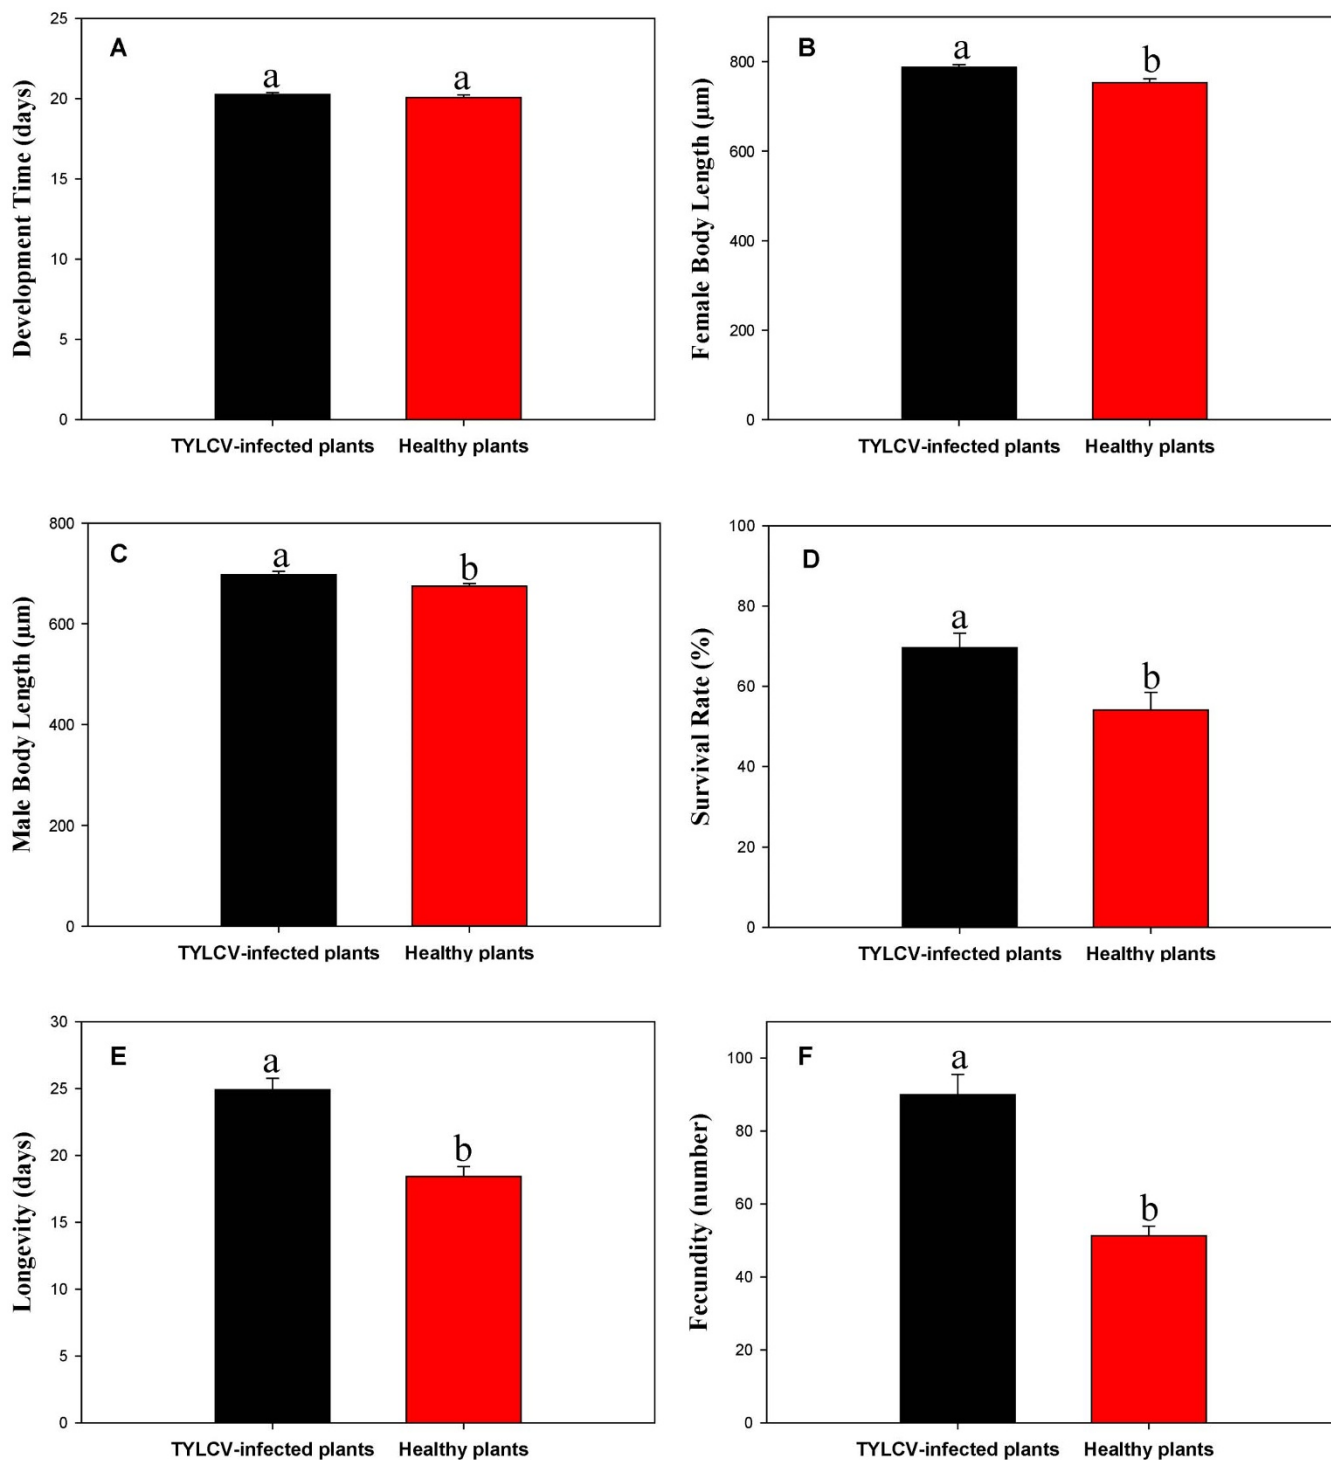 A
Development Time (days)
25
20
15
10
5
0
a
a
TYLCV-infected plants
Healthy plants
B
Female Body Length (µm)
800
600
400
200
0
a
b
TYLCV-infected plants
Healthy plants
C
Male Body Length (µm)
800
600
400
200
0
a
b
TYLCV-infected plants
Healthy plants
D
Survival Rate (%)
100
80
60
40
20
0
a
b
TYLCV-infected plants
Healthy plants
E
Longevity (days)
30
25
20
15
10
5
0
a
b
TYLCV-infected plants
Healthy plants
F
Fecundity (number)
100
80
60
40
20
0
a
b
TYLCV-infected plants
Healthy plants